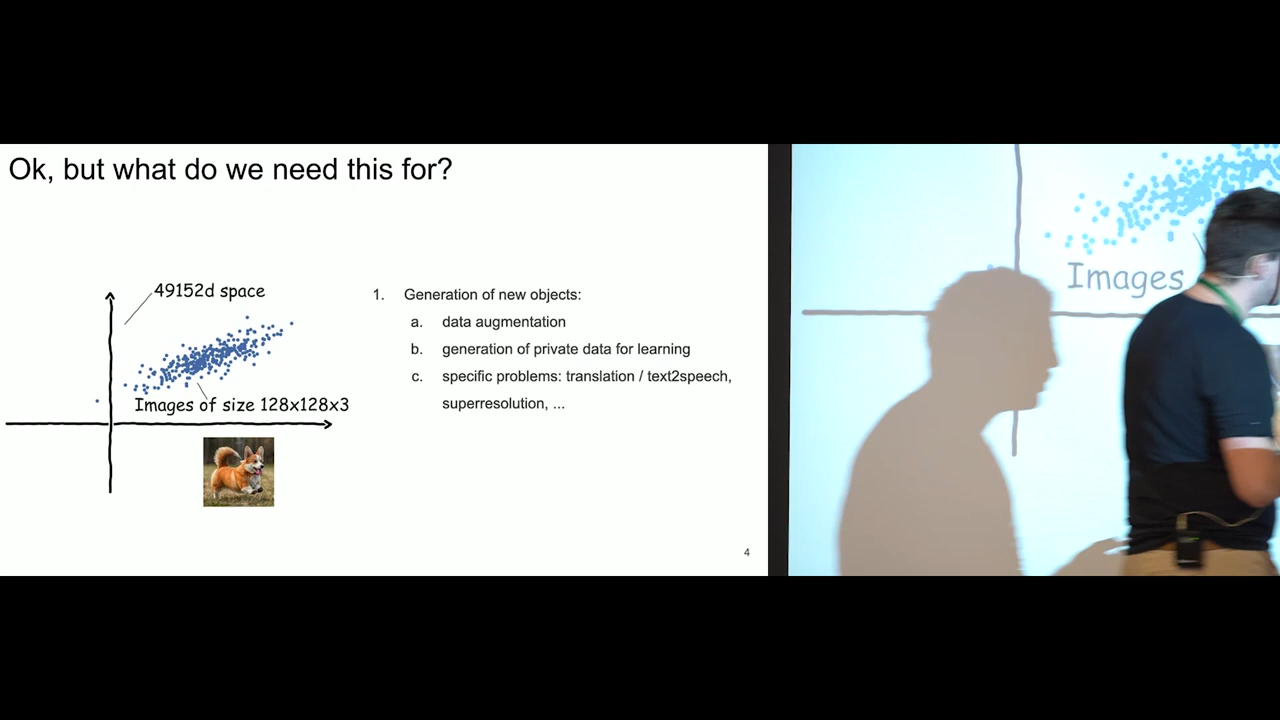 Ok, but what do we need this for?
49152d space
Images of size 128x128x3
1. Generation of new objects:
a. data augmentation
b. generation of private data for learning
c. specific problems: translation / text2speech,
superresolution, ...
4
Images